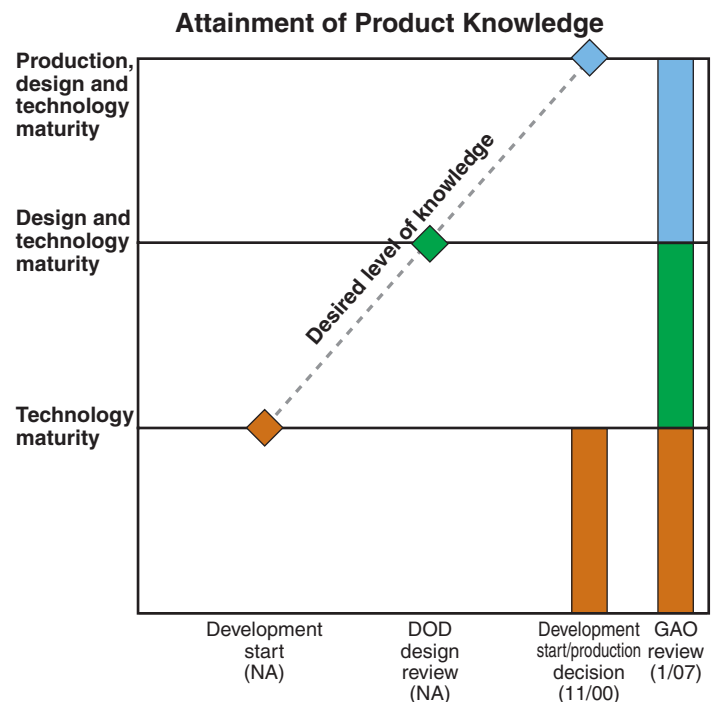 Attainment of Product Knowledge
Production,
design and
technology
maturity
Design and
technology
maturity
Technology
maturity
Desired level of knowledge
Development
start
(NA)
DOD
design
review
(NA)
Development
start/production
decision
(11/00)
GAO
review
(1/07)